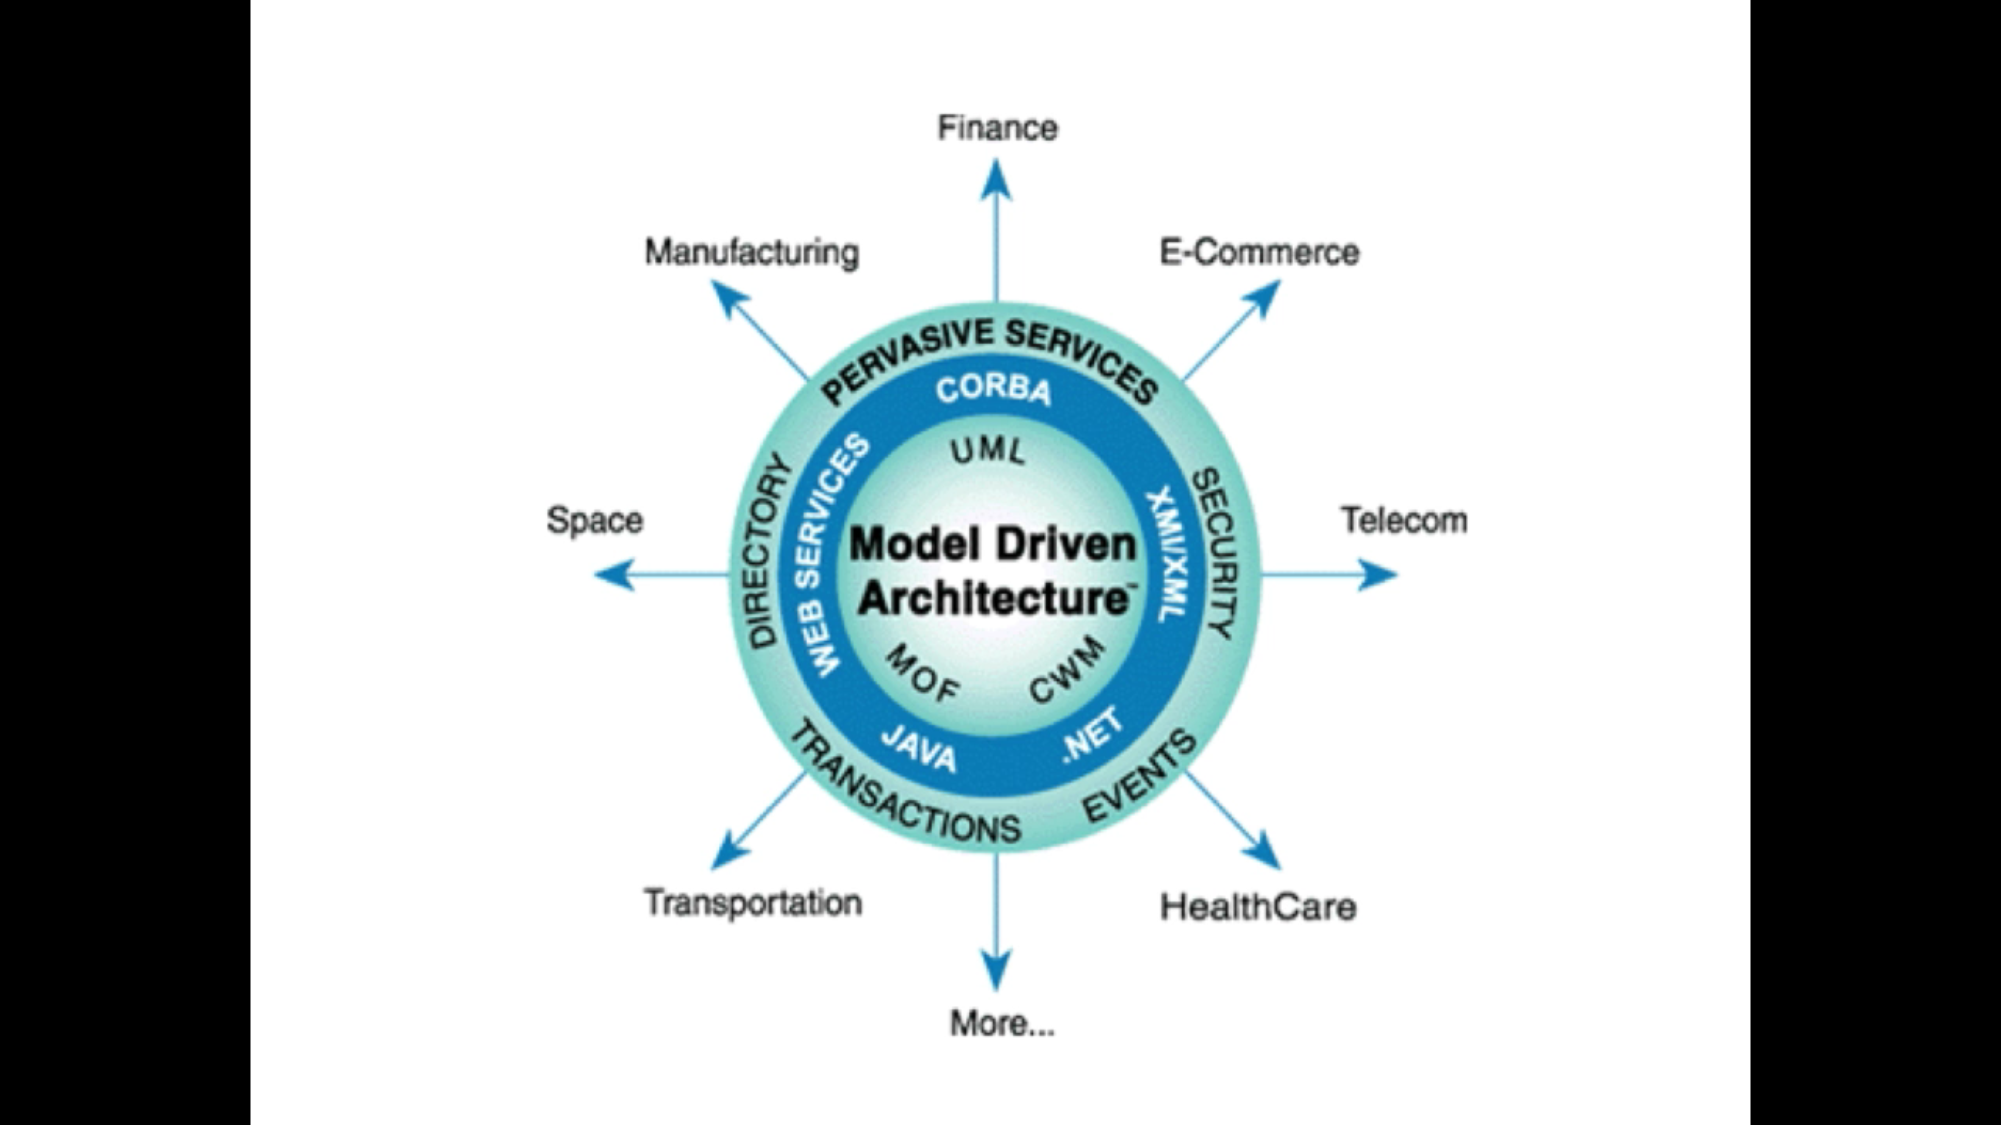 Finance
Manufacturing
E-Commerce
PERVASIVE SERVICES
CORBA
UML
DIRECTORY
WEB SERVICES
XMI/XML
SECURITY
Space
Telecom
Model Driven
Architecture™
MOF
CWM
JAVA
.NET
TRANSACTIONS
EVENTS
Transportation
HealthCare
More...